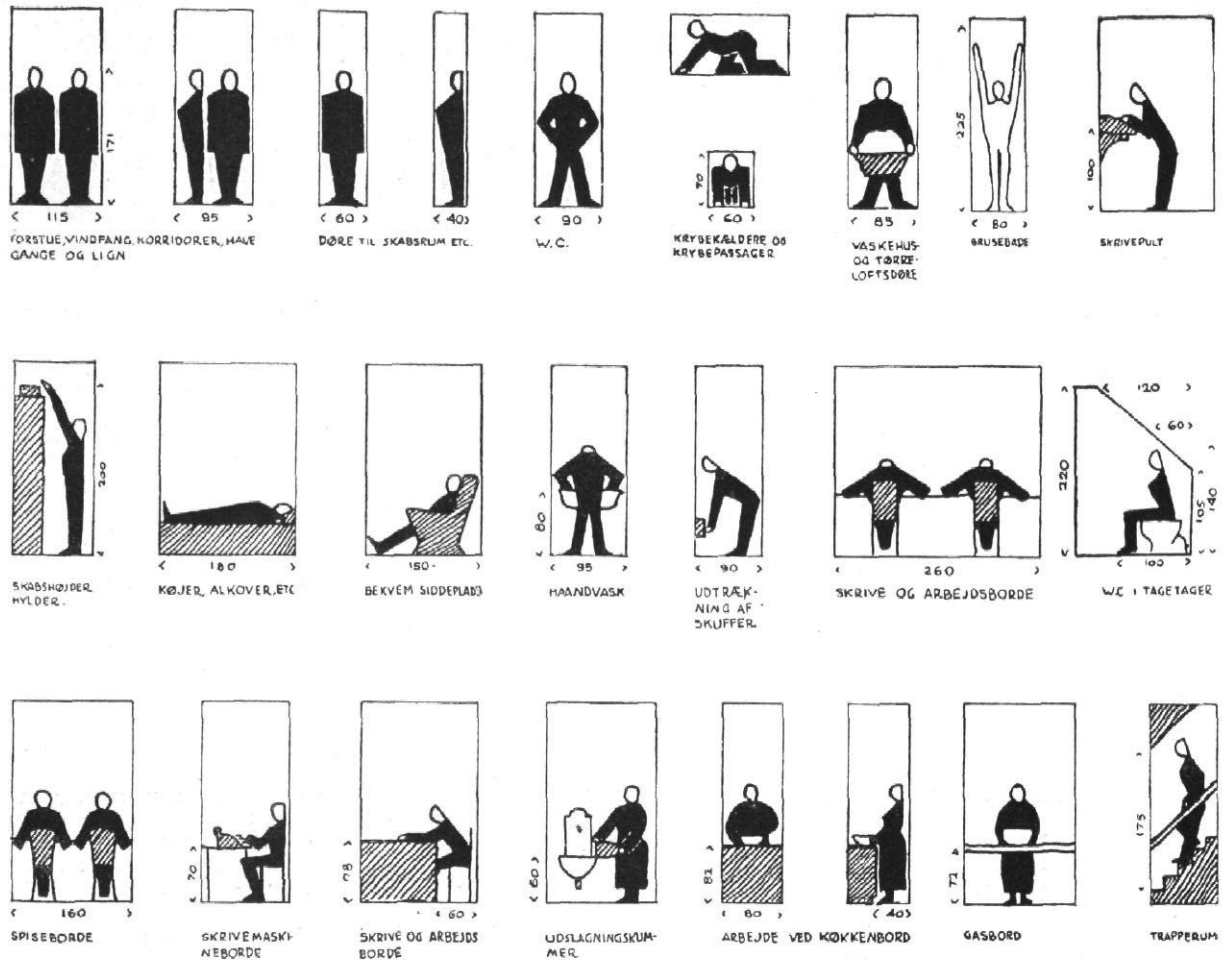 171
115
95
60
40
90
70
60
85
225
80
100
FORSTUE, VINDFANG, KORRIDORER, HAVE
GANGE OG LIGN
DØRE TIL SKABSRUM ETC.
W.C.
KRYBEKÆLDERE OG
KRYBEPASSAGER
VASKEHUS-
OG TØRRE-
LOFTSDØRE
BRUSEBADE
SKRIVEPULT
200
180
150
80
95
90
260
220
120
60
105
140
100
SKABSHØJDER
HYLDER.
KØJER, ALKOVER, ETC
BEKVEM SIDDEPLADS
HAANDVASK
UDTRÆK-
NING AF
SKUFFER
SKRIVE OG ARBEJDSBORDE
W.C I TAGETAGER
160
70
78
60
60
82
80
40
72
175
SPISEBORDE
SKRIVEMASKI-
NEBORDE
SKRIVE OG ARBEJDS
BORDE
UDSLAGNINGSKUM-
MER
ARBEJDE VED KØKKENBORD
GASBORD
TRAPPERUM